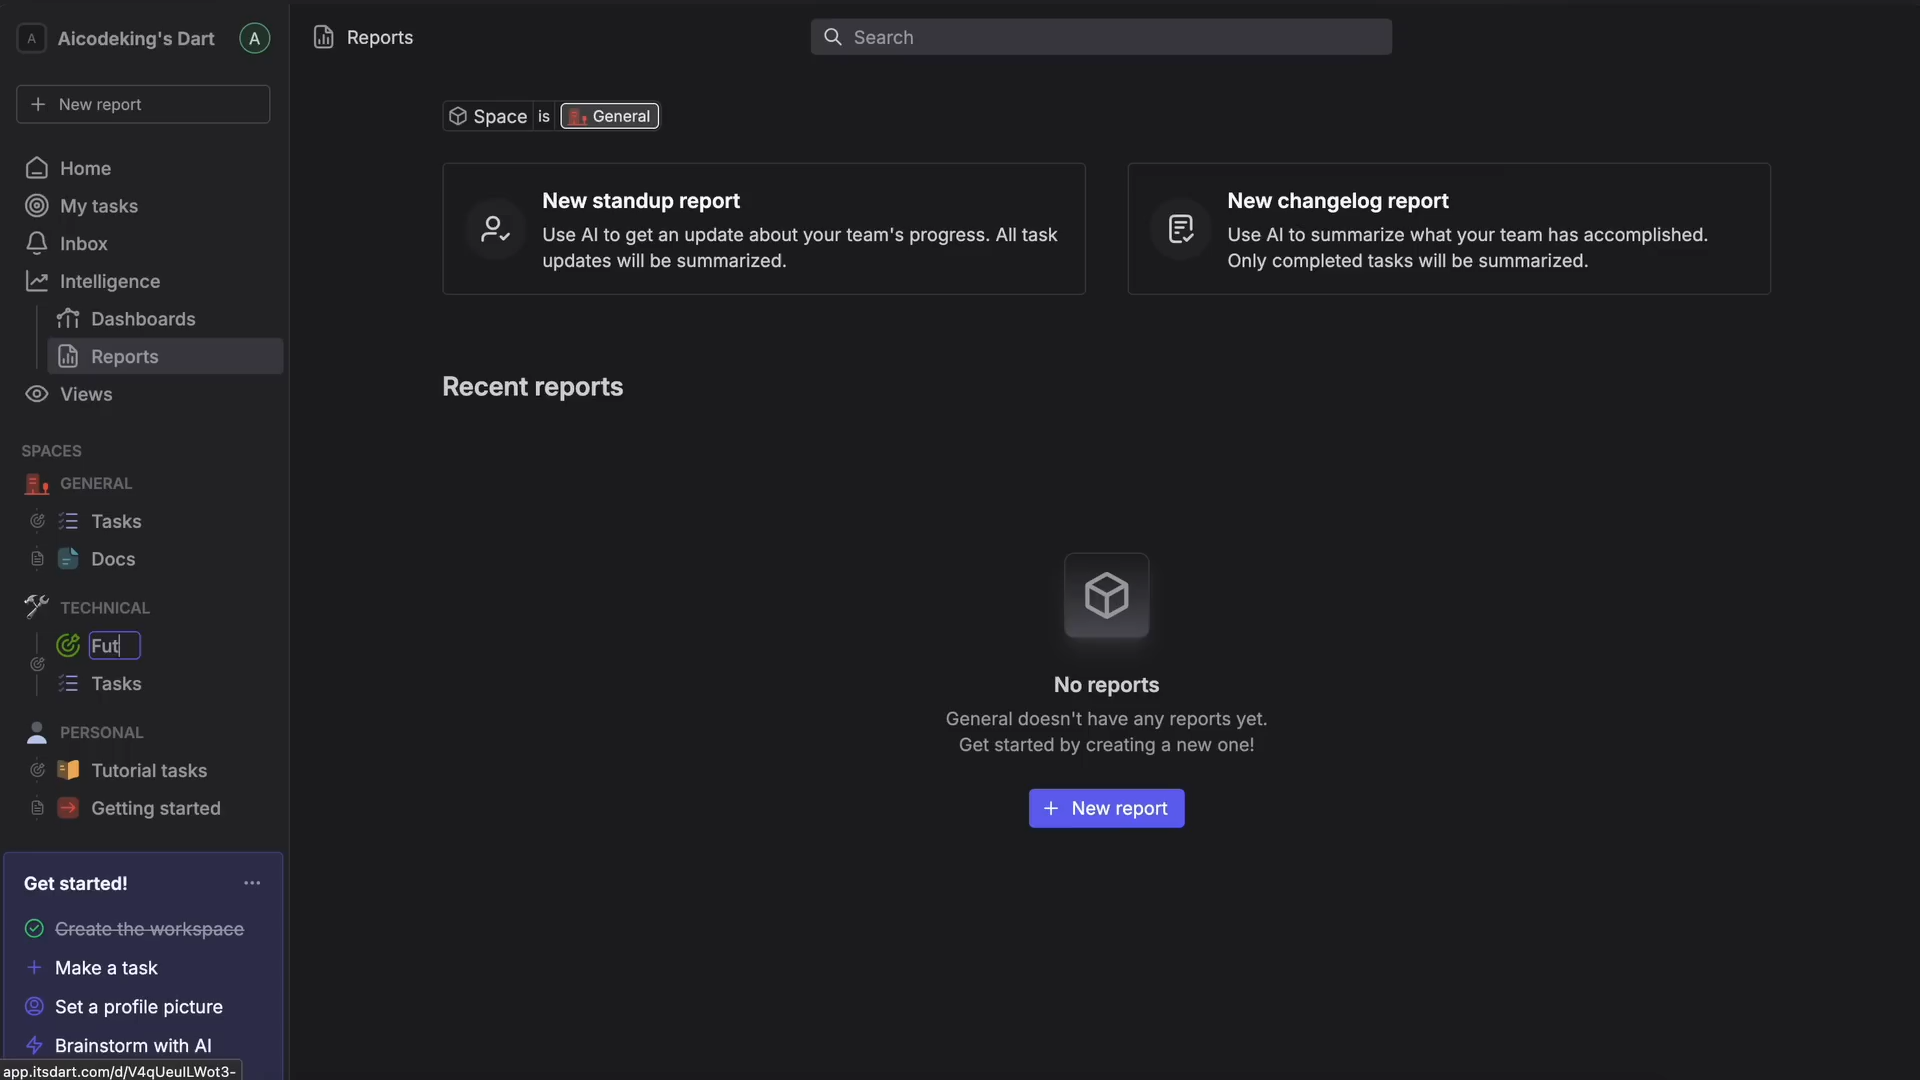 A Aicodeking's Dart A
New report
Home
My tasks
Inbox
Intelligence
Dashboards
Reports
Views
SPACES
GENERAL
Tasks
Docs
TECHNICAL
Fut
Tasks
PERSONAL
Tutorial tasks
Getting started
Get started!
Create the workspace
Make a task
Set a profile picture
Brainstorm with AI
app.itsdart.com/d/V4qUeuILWot3-
Reports
Search
Space is General
New standup report
Use AI to get an update about your team's progress. All task
updates will be summarized.
New changelog report
Use AI to summarize what your team has accomplished.
Only completed tasks will be summarized.
Recent reports
No reports
General doesn't have any reports yet.
Get started by creating a new one!
New report